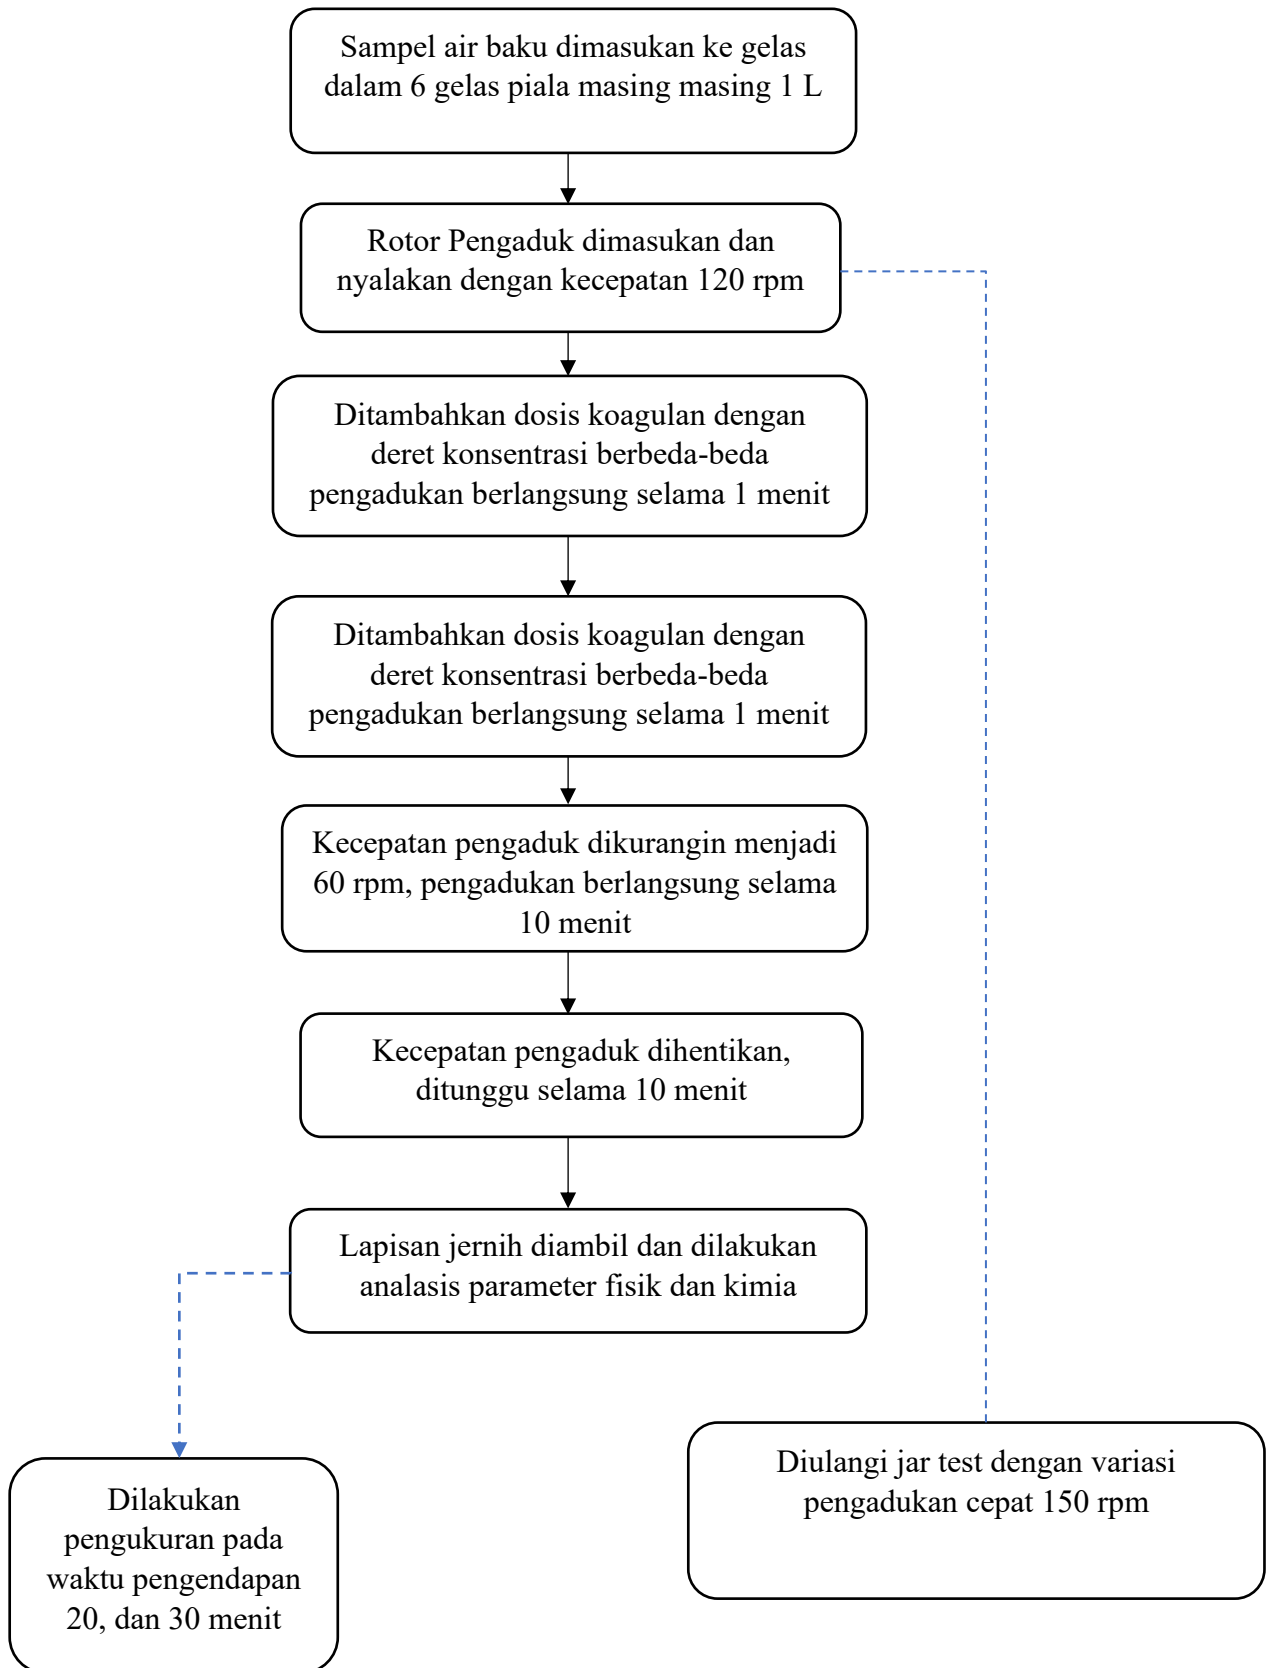 Sampel air baku dimasukan ke gelas
dalam 6 gelas piala masing masing 1 L
Rotor Pengaduk dimasukan dan
nyalakan dengan kecepatan 120 rpm
Ditambahkan dosis koagulan dengan
deret konsentrasi berbeda-beda
pengadukan berlangsung selama 1 menit
Ditambahkan dosis koagulan dengan
deret konsentrasi berbeda-beda
pengadukan berlangsung selama 1 menit
Kecepatan pengaduk dikurangin menjadi
60 rpm, pengadukan berlangsung selama
10 menit
Kecepatan pengaduk dihentikan,
ditunggu selama 10 menit
Lapisan jernih diambil dan dilakukan
analasis parameter fisik dan kimia
Dilakukan
pengukuran pada
waktu pengendapan
20, dan 30 menit
Diulangi jar test dengan variasi
pengadukan cepat 150 rpm